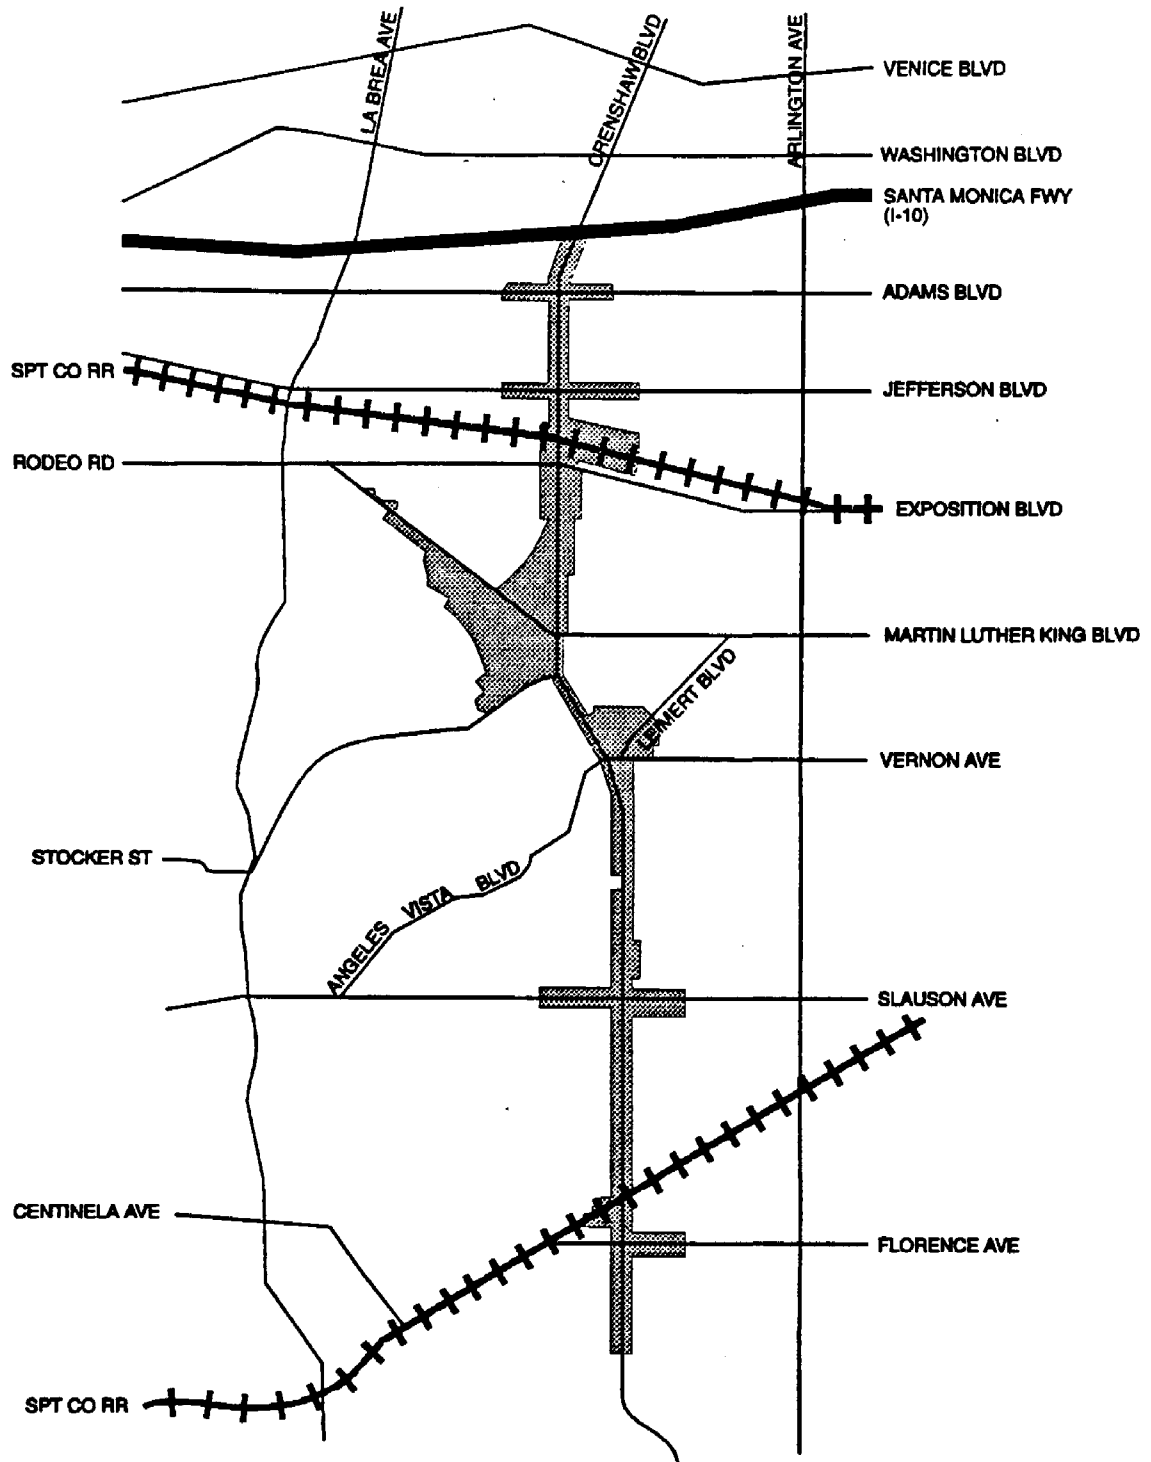 LA BREA AVE
CRENSHAW BLVD
ARLINGTON AVE
VENICE BLVD
WASHINGTON BLVD
SANTA MONICA FWY
(I-10)
ADAMS BLVD
SPT CO RR
JEFFERSON BLVD
RODEO RD
EXPOSITION BLVD
MARTIN LUTHER KING BLVD
LEIMERT BLVD
VERNON AVE
STOCKER ST
ANGELES VISTA BLVD
SLAUSON AVE
CENTINELA AVE
FLORENCE AVE
SPT CO RR